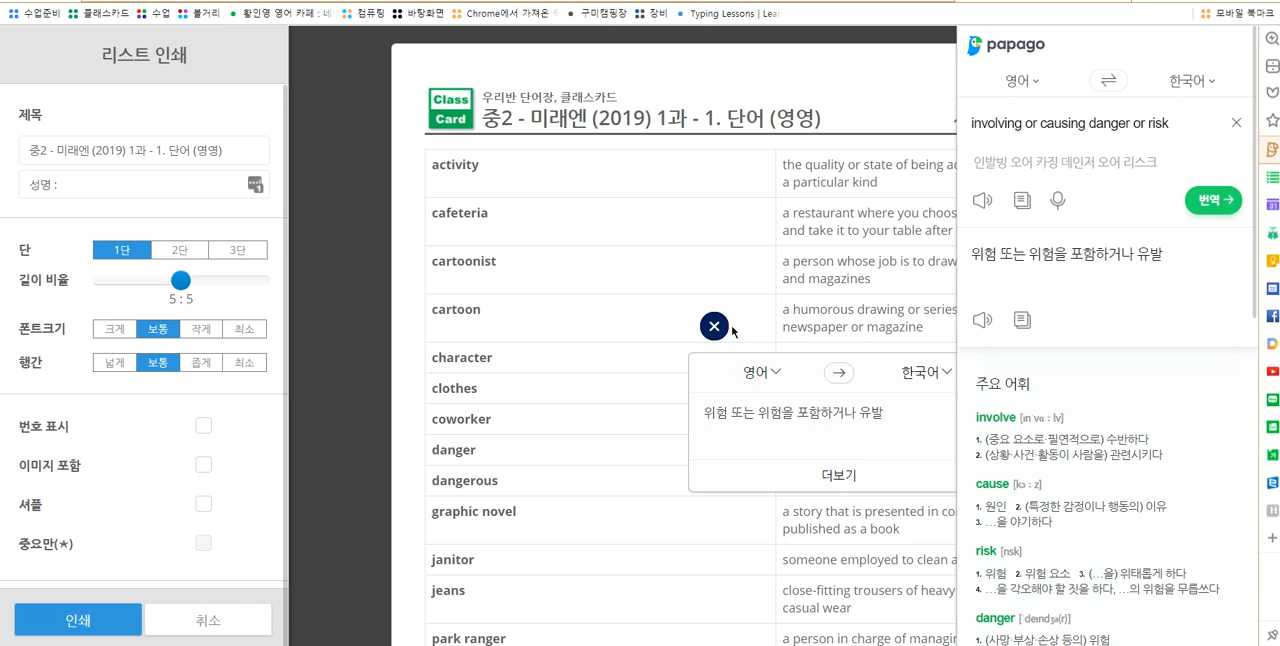 수업준비 클래스카드 수업 볼거리 황인영 영어 카페 : 네 컴퓨팅 바탕화면 Chrome에서 가져온 구미캠핑장 장비 Typing Lessons | Lear 모바일 북마크
리스트 인쇄
제목
중2 - 미래엔 (2019) 1과 - 1. 단어 (영영)
성명 :
단 1단 2단 3단
길이 비율
5 : 5
폰트크기 크게 보통 작게 최소
행간 넓게 보통 좁게 최소
번호 표시
이미지 포함
셔플
중요만(★)
인쇄 취소
Class
Card
우리반 단어장, 클래스카드
중2 - 미래엔 (2019) 1과 - 1. 단어 (영영)
activity the quality or state of being ac
a particular kind
cafeteria a restaurant where you choos
and take it to your table after
cartoonist a person whose job is to draw
and magazines
cartoon a humorous drawing or series
newspaper or magazine
character
clothes
coworker
danger
dangerous
graphic novel a story that is presented in co
published as a book
janitor someone employed to clean a
jeans close-fitting trousers of heavy
casual wear
park ranger a person in charge of managin
영어 한국어
위험 또는 위험을 포함하거나 유발
더보기
papago
영어 한국어
involving or causing danger or risk
인발빙 오어 카징 데인저 오어 리스크
번역
위험 또는 위험을 포함하거나 유발
주요 어휘
involve
1. (중요 요소로·필연적으로) 수반하다
2. (상황·사건·활동이 사람을) 관련시키다
cause [kɔ : z]
1. 원인 2. (특정한 감정이나 행동의) 이유
3. …을 야기하다
risk [rısk]
1. 위험 2. 위험 요소 3. (…을) 위태롭게 하다
4. …을 각오해야 할 짓을 하다, …의 위험을 무릅쓰다
danger [ˈdeındʒə(r)]
1. (사망·부상·손상 등의) 위험